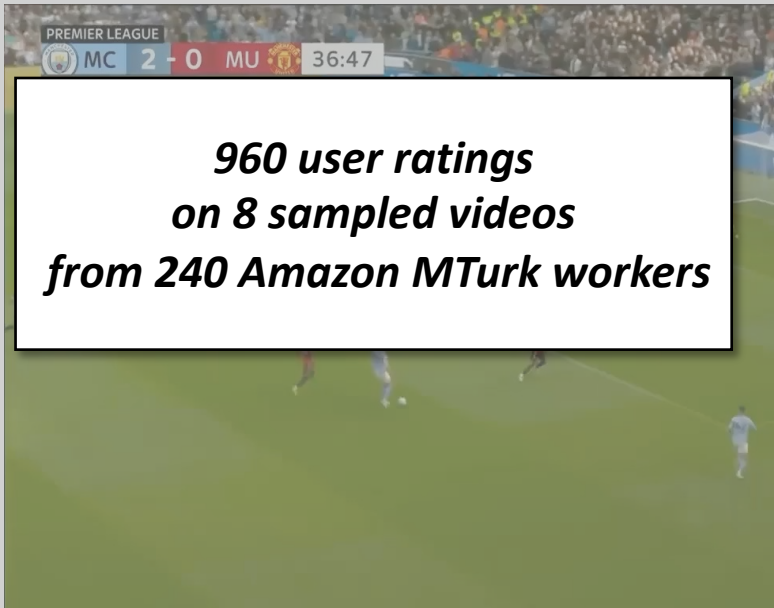 PREMIER LEAGUE
MC 2 - 0 MU 36:47
960 user ratings
on 8 sampled videos
from 240 Amazon MTurk workers